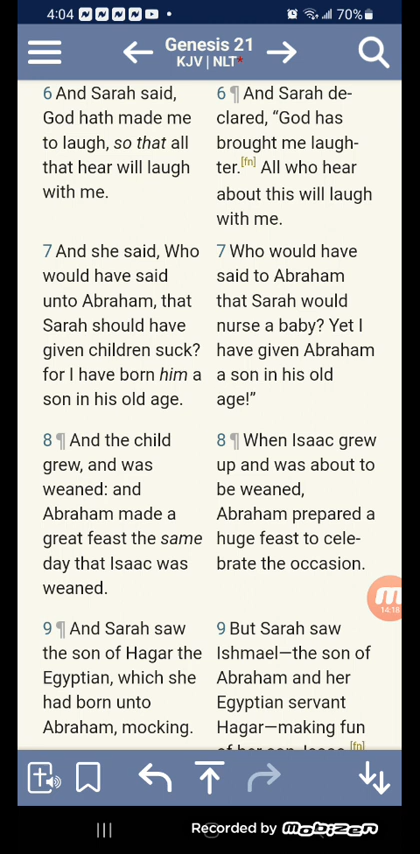 4:04
70%
Genesis 21
KJV | NLT*
6 And Sarah said,
God hath made me
to laugh, so that all
that hear will laugh
with me.
6 ¶ And Sarah de-
clared, “God has
brought me laugh-
ter.[fn] All who hear
about this will laugh
with me.
7 And she said, Who
would have said
unto Abraham, that
Sarah should have
given children suck?
for I have born him a
son in his old age.
7 Who would have
said to Abraham
that Sarah would
nurse a baby? Yet I
have given Abraham
a son in his old
age!”
8 ¶ And the child
grew, and was
weaned: and
Abraham made a
great feast the same
day that Isaac was
weaned.
8 ¶ When Isaac grew
up and was about to
be weaned,
Abraham prepared a
huge feast to cele-
brate the occasion.
9 ¶ And Sarah saw
the son of Hagar the
Egyptian, which she
had born unto
Abraham, mocking.
9 But Sarah saw
Ishmael—the son of
Abraham and her
Egyptian servant
Hagar—making fun
of her son, Isaac.[fn]
14:18
Recorded by Mobizen